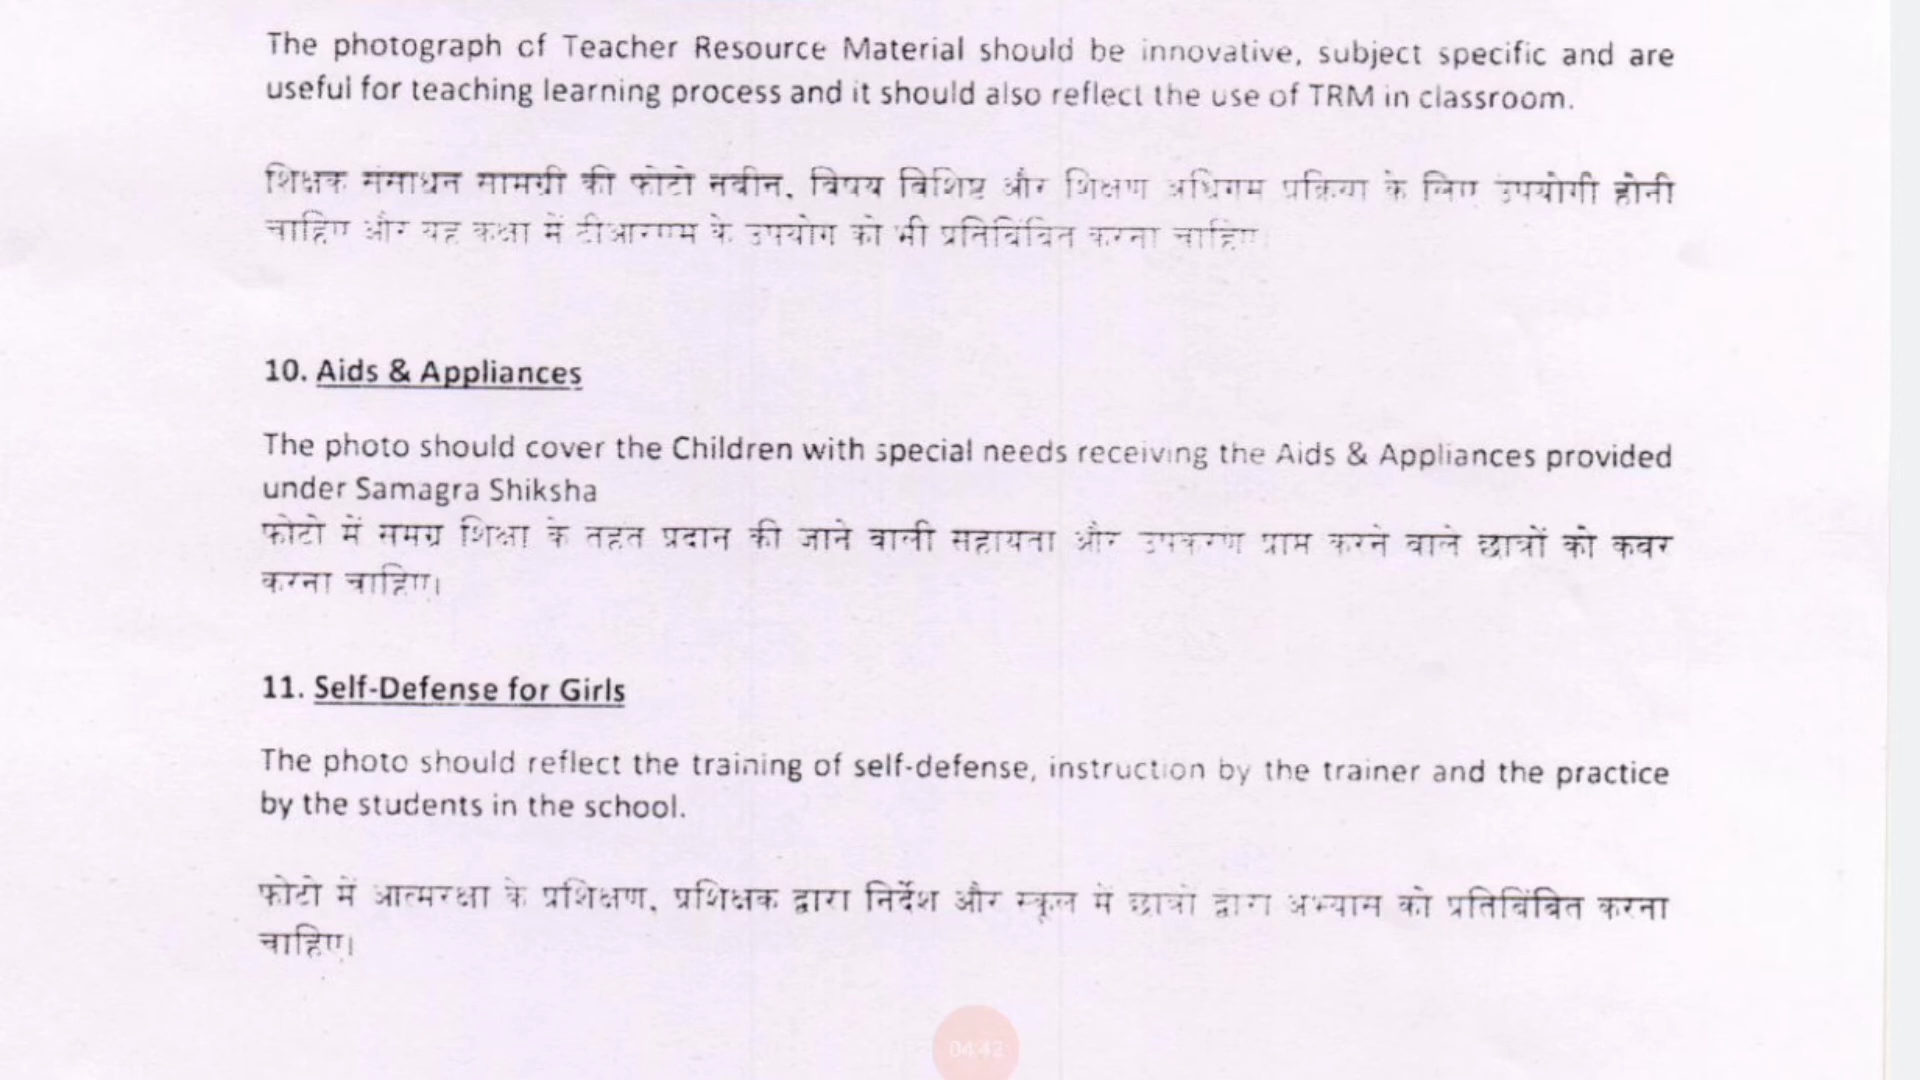 The photograph of Teacher Resource Material should be innovative, subject specific and are
useful for teaching learning process and it should also reflect the use of TRM in classroom.
शिक्षक संसाधन सामग्री की फोटो नवीन, विषय विशिष्ट और शिक्षण अधिगम प्रक्रिया के लिए उपयोगी होनी
चाहिए और यह कक्षा में टीआरएम के उपयोग को भी प्रतिबिंबित करना चाहिए।
10. Aids & Appliances
The photo should cover the Children with special needs receiving the Aids & Appliances provided
under Samagra Shiksha
फोटो में समग्र शिक्षा के तहत प्रदान की जाने वाली सहायता और उपकरण प्राप्त करने वाले छात्रों को कवर
करना चाहिए।
11. Self-Defense for Girls
The photo should reflect the training of self-defense, instruction by the trainer and the practice
by the students in the school.
फोटो में आत्मरक्षा के प्रशिक्षण, प्रशिक्षक द्वारा निर्देश और स्कूल में छात्रों द्वारा अभ्यास को प्रतिबिंबित करना
चाहिए।
04:42